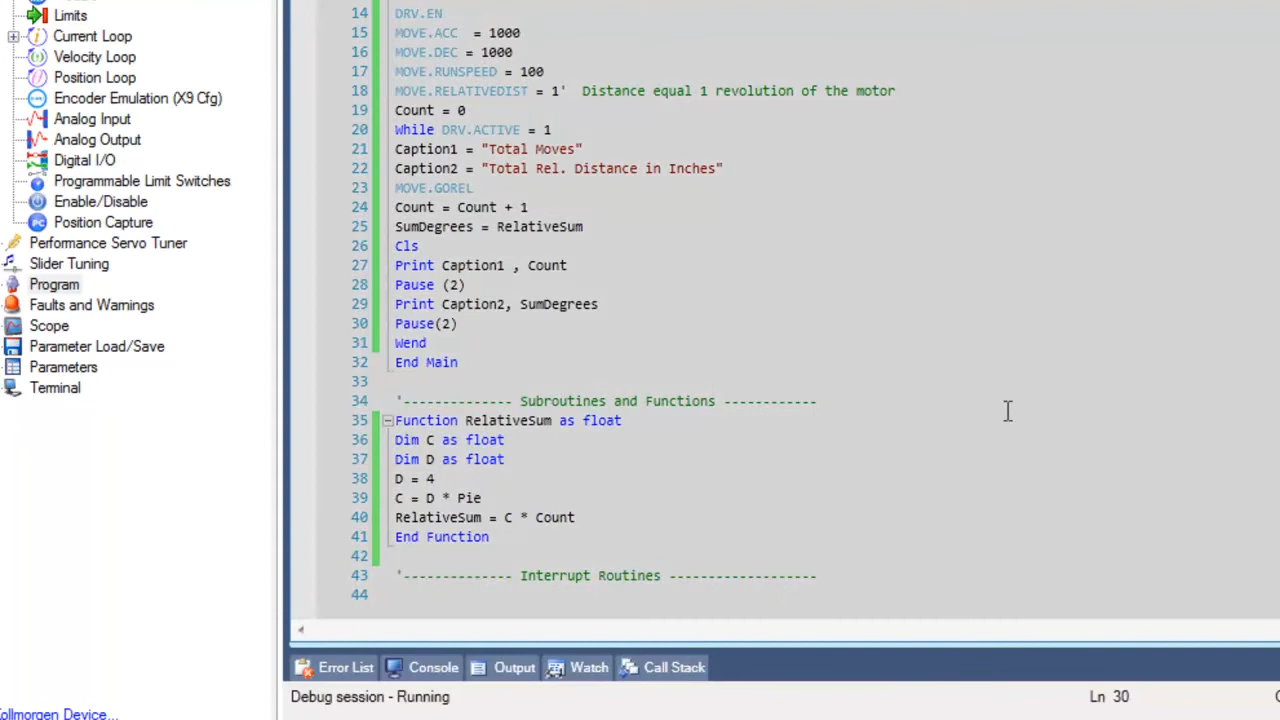 Limits
Current Loop
Velocity Loop
Position Loop
Encoder Emulation (X9 Cfg)
Analog Input
Analog Output
Digital I/O
Programmable Limit Switches
Enable/Disable
Position Capture
Performance Servo Tuner
Slider Tuning
Program
Faults and Warnings
Scope
Parameter Load/Save
Parameters
Terminal
ollmorgen Device...
14 DRV.EN
15 MOVE.ACC  = 1000
16 MOVE.DEC = 1000
17 MOVE.RUNSPEED = 100
18 MOVE.RELATIVEDIST = 1'  Distance equal 1 revolution of the motor
19 Count = 0
20 While DRV.ACTIVE = 1
21 Caption1 = "Total Moves"
22 Caption2 = "Total Rel. Distance in Inches"
23 MOVE.GOREL
24 Count = Count + 1
25 SumDegrees = RelativeSum
26 Cls
27 Print Caption1 , Count
28 Pause (2)
29 Print Caption2, SumDegrees
30 Pause(2)
31 Wend
32 End Main
33
34 '-------------- Subroutines and Functions ------------
35 Function RelativeSum as float
36 Dim C as float
37 Dim D as float
38 D = 4
39 C = D * Pie
40 RelativeSum = C * Count
41 End Function
42
43 '-------------- Interrupt Routines -------------------
44
Error List Console Output Watch Call Stack
Debug session - Running Ln 30